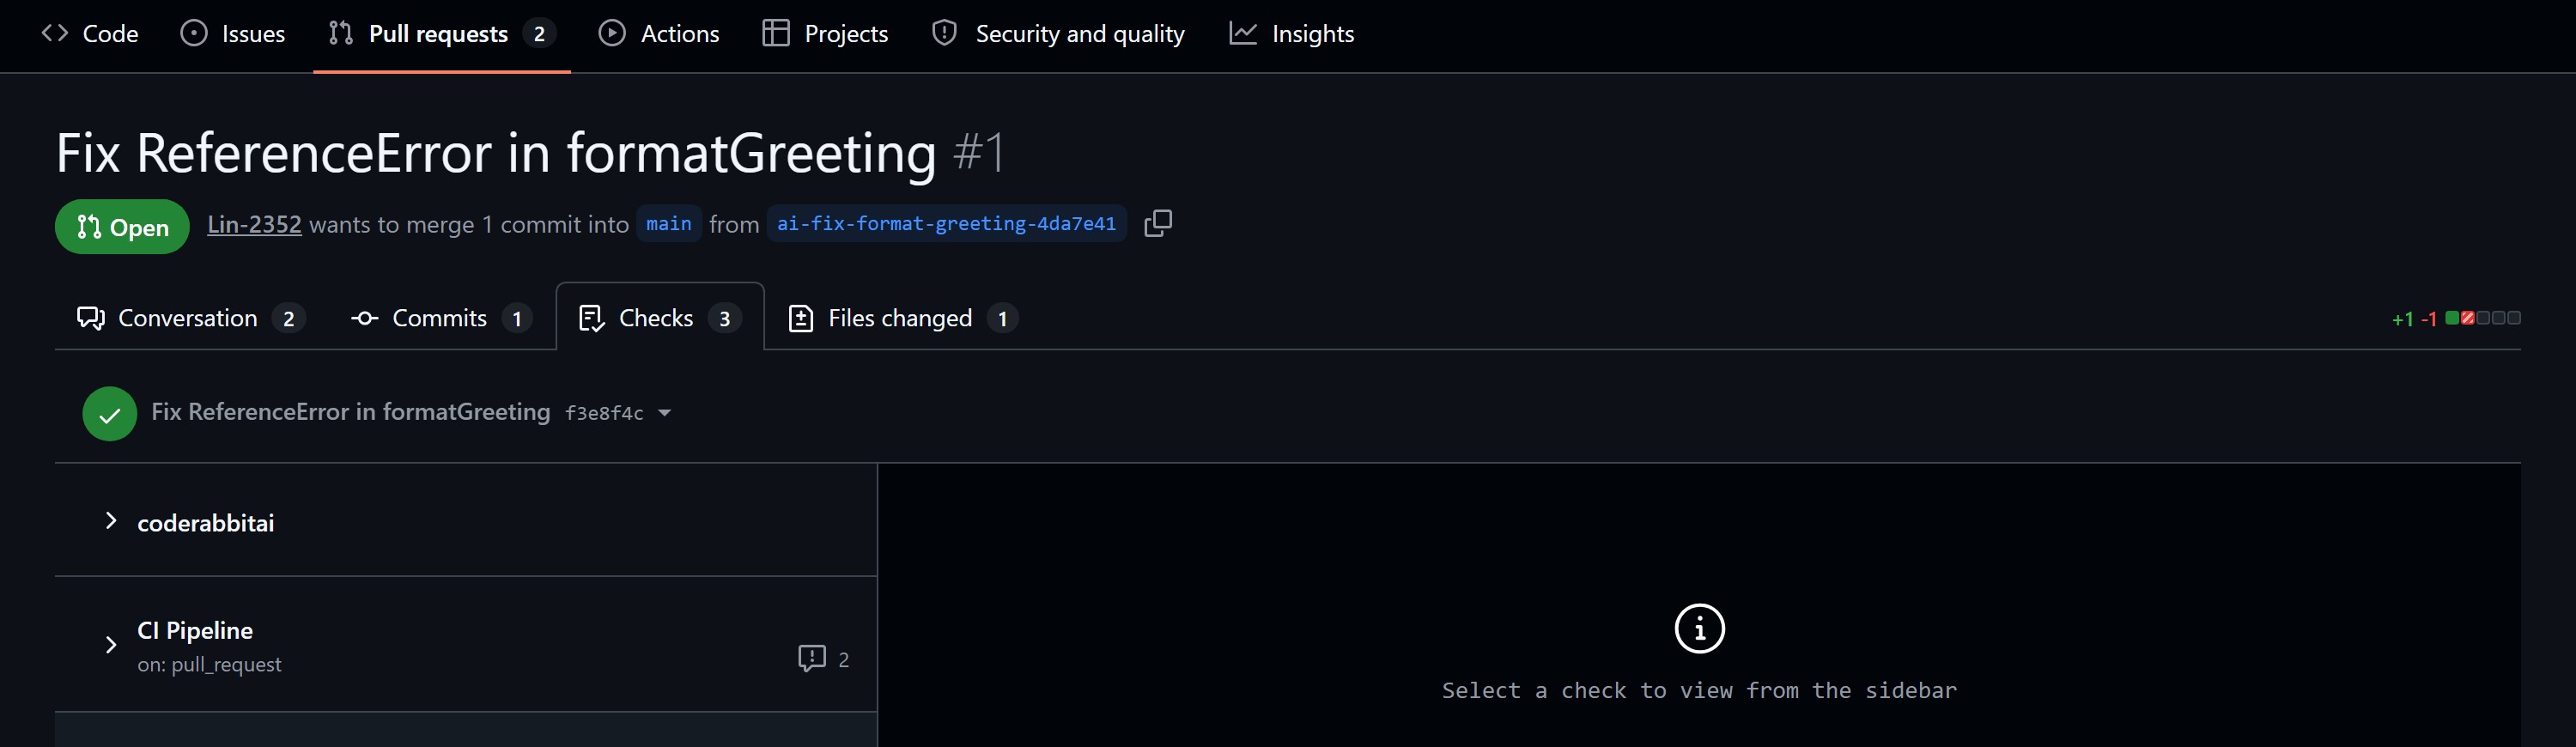 Code Issues Pull requests 2 Actions Projects Security and quality Insights
Fix ReferenceError in formatGreeting #1
Open Lin-2352 wants to merge 1 commit into main from ai-fix-format-greeting-4da7e41
Conversation 2 Commits 1 Checks 3 Files changed 1 +1 -1
Fix ReferenceError in formatGreeting f3e8f4c
coderabbitai
CI Pipeline
on: pull_request 2
Select a check to view from the sidebar